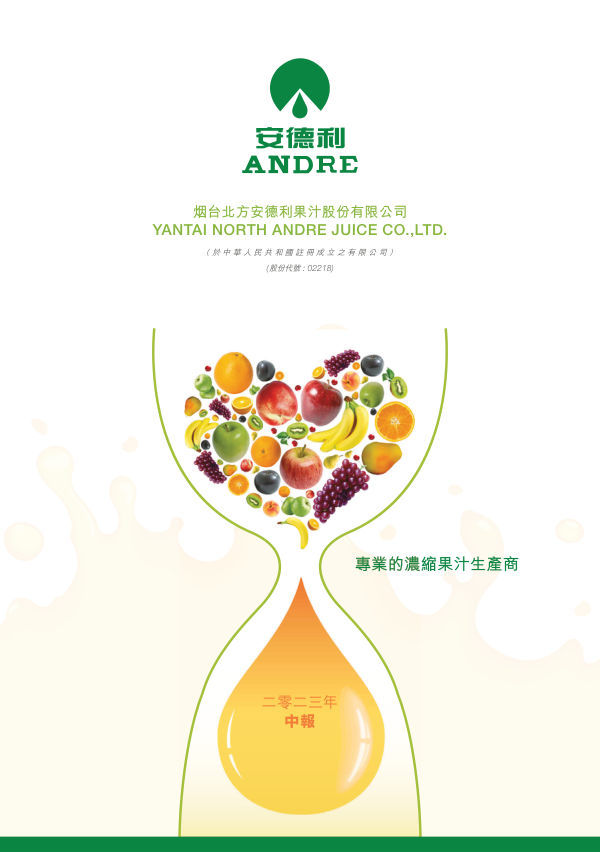 安德利
ANDRE
烟台北方安德利果汁股份有限公司
YANTAI NORTH ANDRE JUICE CO.,LTD.
（於中華人民共和國註冊成立之有限公司）
(股份代號 : 02218)
專業的濃縮果汁生產商
二零二三年
中報